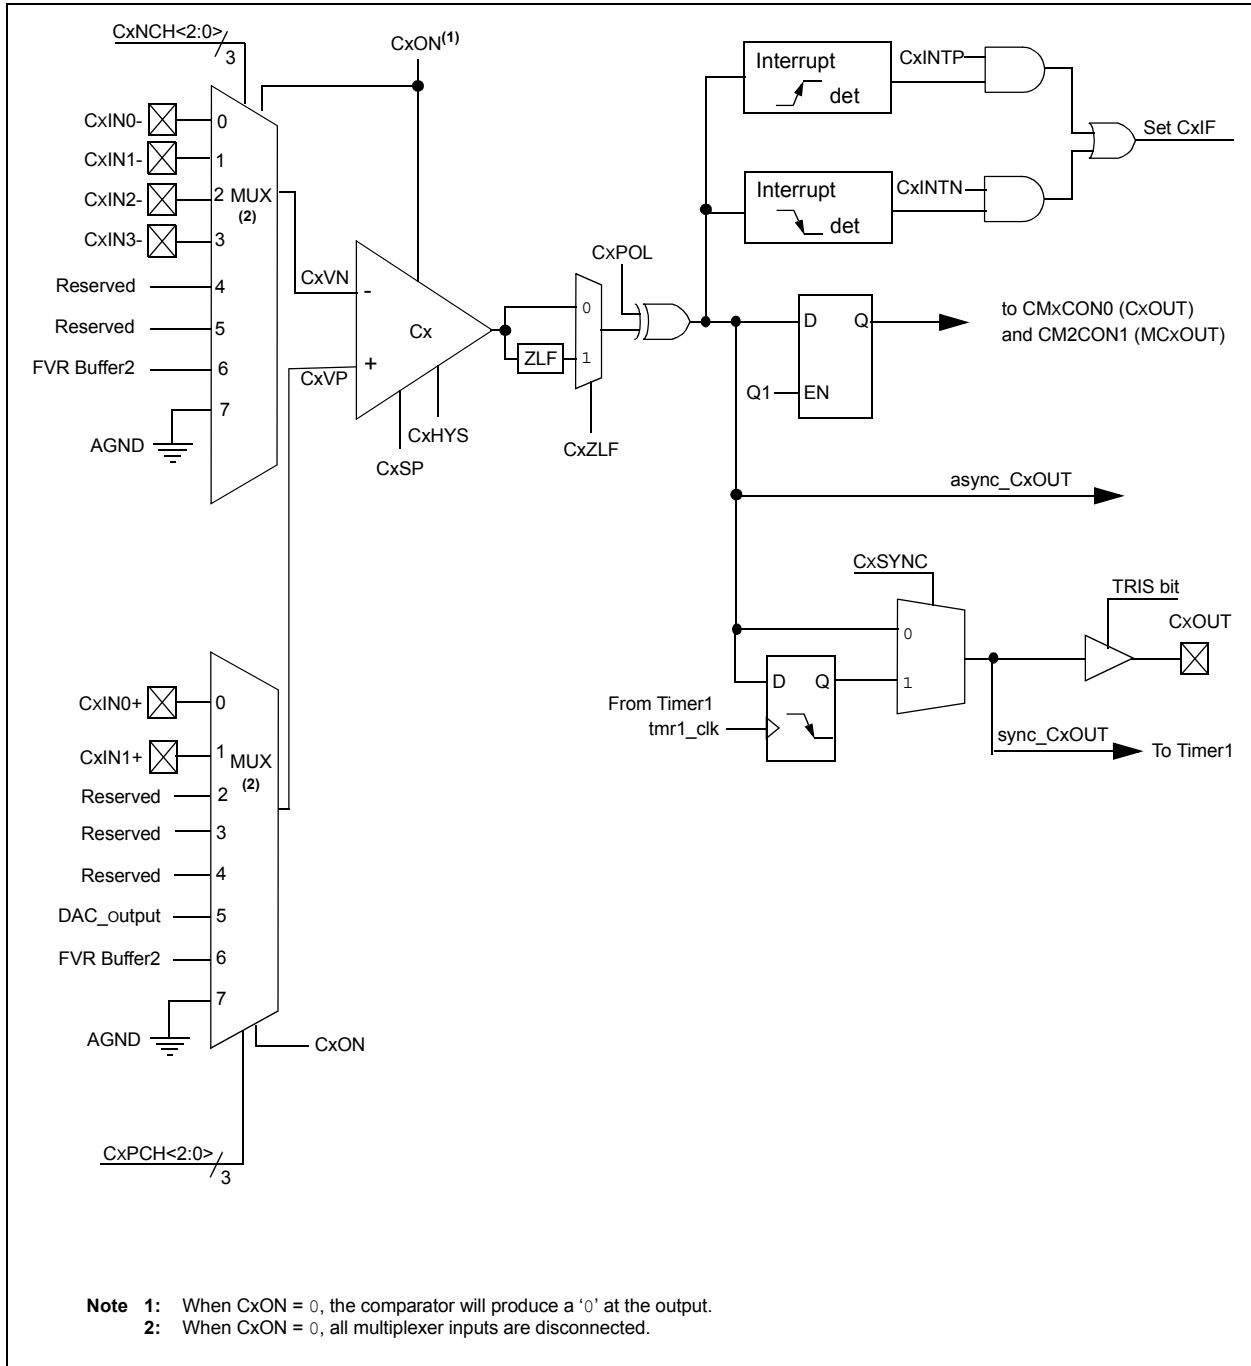 CxNCH<2:0>
3
CxON(1)
CxIN0-
0
CxIN1-
1
CxIN2-
2
MUX
(2)
CxIN3-
3
Reserved
4
Reserved
5
FVR Buffer2
6
7
AGND
CxVN
-
Cx
CxVP
+
CxHYS
CxSP
ZLF
0
1
CxZLF
CxPOL
Interrupt
det
CxINTP
Interrupt
det
CxINTN
Set CxIF
D
Q
Q1
EN
to CMxCON0 (CxOUT)
and CM2CON1 (MCxOUT)
async_CxOUT
CxSYNC
0
1
D
Q
From Timer1
tmr1_clk
TRIS bit
CxOUT
sync_CxOUT
To Timer1
CxIN0+
0
CxIN1+
1
MUX
(2)
Reserved
2
Reserved
3
Reserved
4
DAC_output
5
FVR Buffer2
6
7
AGND
CxON
CxPCH<2:0>
3
Note 1: When CxON = 0, the comparator will produce a ‘0’ at the output.
2: When CxON = 0, all multiplexer inputs are disconnected.